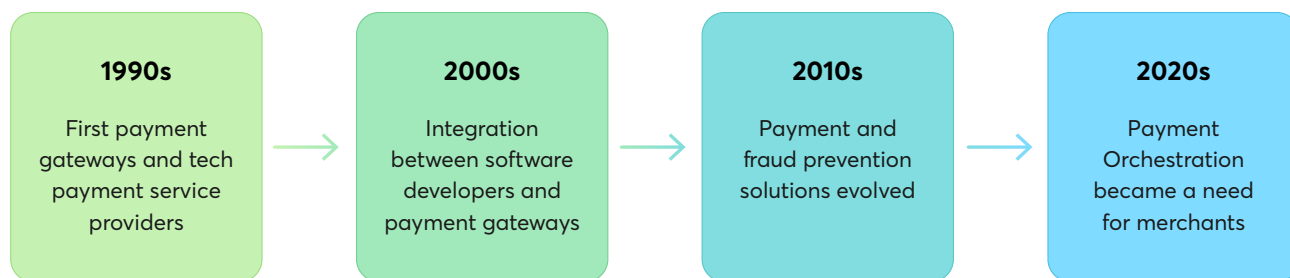 1990s
First payment
gateways and tech
payment service
providers
2000s
Integration
between software
developers and
payment gateways
2010s
Payment and
fraud prevention
solutions evolved
2020s
Payment
Orchestration
became a need
for merchants